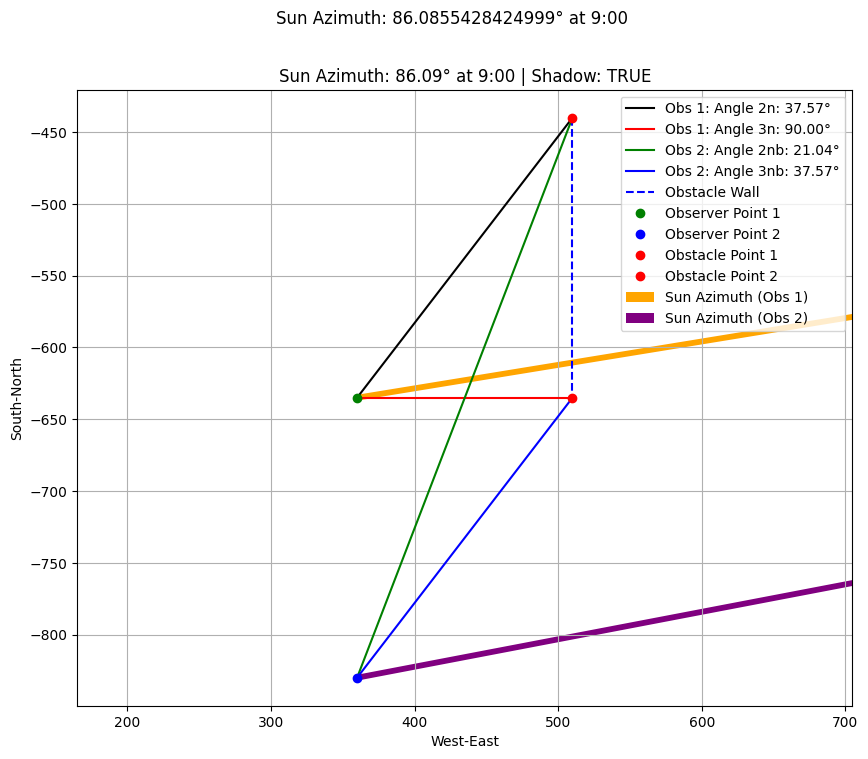 Sun Azimuth: 86.0855428424999° at 9:00
Sun Azimuth: 86.09° at 9:00 | Shadow: TRUE
Obs 1: Angle 2n: 37.57°
Obs 1: Angle 3n: 90.00°
Obs 2: Angle 2nb: 21.04°
Obs 2: Angle 3nb: 37.57°
Obstacle Wall
Observer Point 1
Observer Point 2
Obstacle Point 1
Obstacle Point 2
Sun Azimuth (Obs 1)
Sun Azimuth (Obs 2)
South-North
−450
−500
−550
−600
−650
−700
−750
−800
200
300
400
500
600
700
West-East